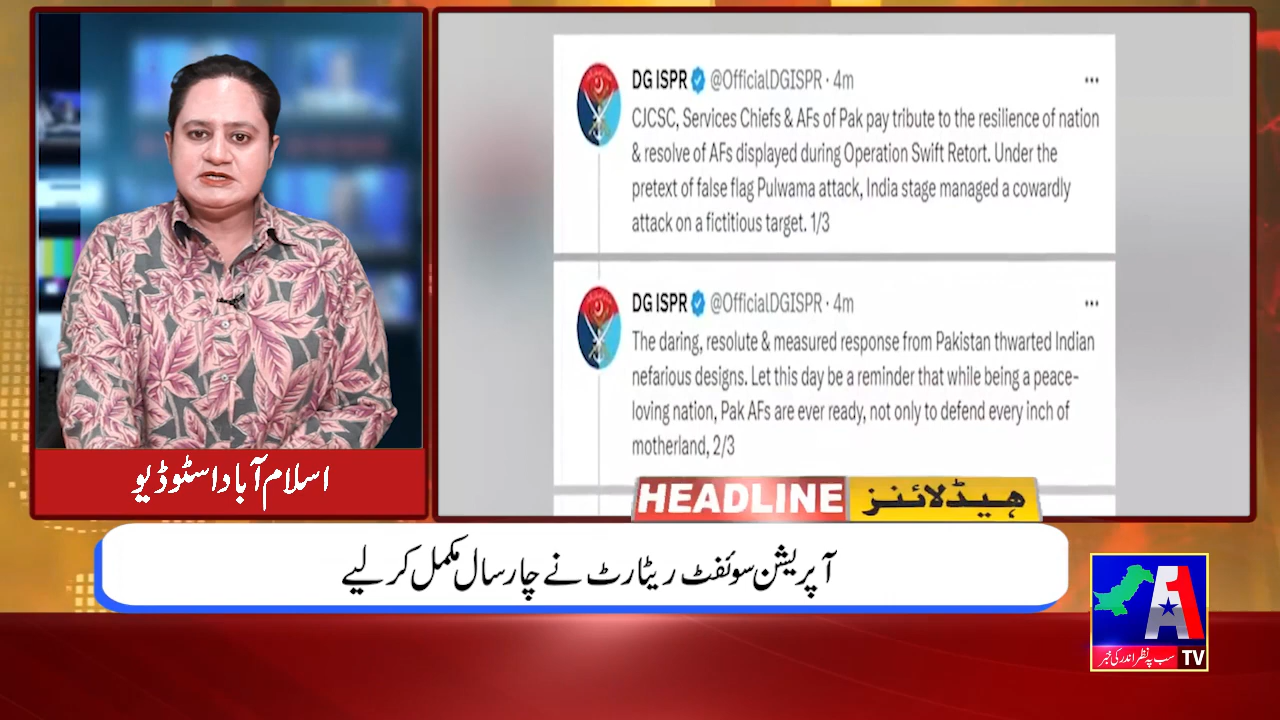 DG ISPR @OfficialDGISPR · 4m
CJCSC, Services Chiefs & AFs of Pak pay tribute to the resilience of nation
& resolve of AFs displayed during Operation Swift Retort. Under the
pretext of false flag Pulwama attack, India stage managed a cowardly
attack on a fictitious target. 1/3
DG ISPR @OfficialDGISPR · 4m
The daring, resolute & measured response from Pakistan thwarted Indian
nefarious designs. Let this day be a reminder that while being a peace-
loving nation, Pak AFs are ever ready, not only to defend every inch of
motherland, 2/3
اسلام آباد اسٹوڈیو
HEADLINE ہیڈلائنز
آپریشن سوئفٹ ریٹارٹ نے چار سال مکمل کر لیے
A1
سب پہ نظر اندر کی خبر TV